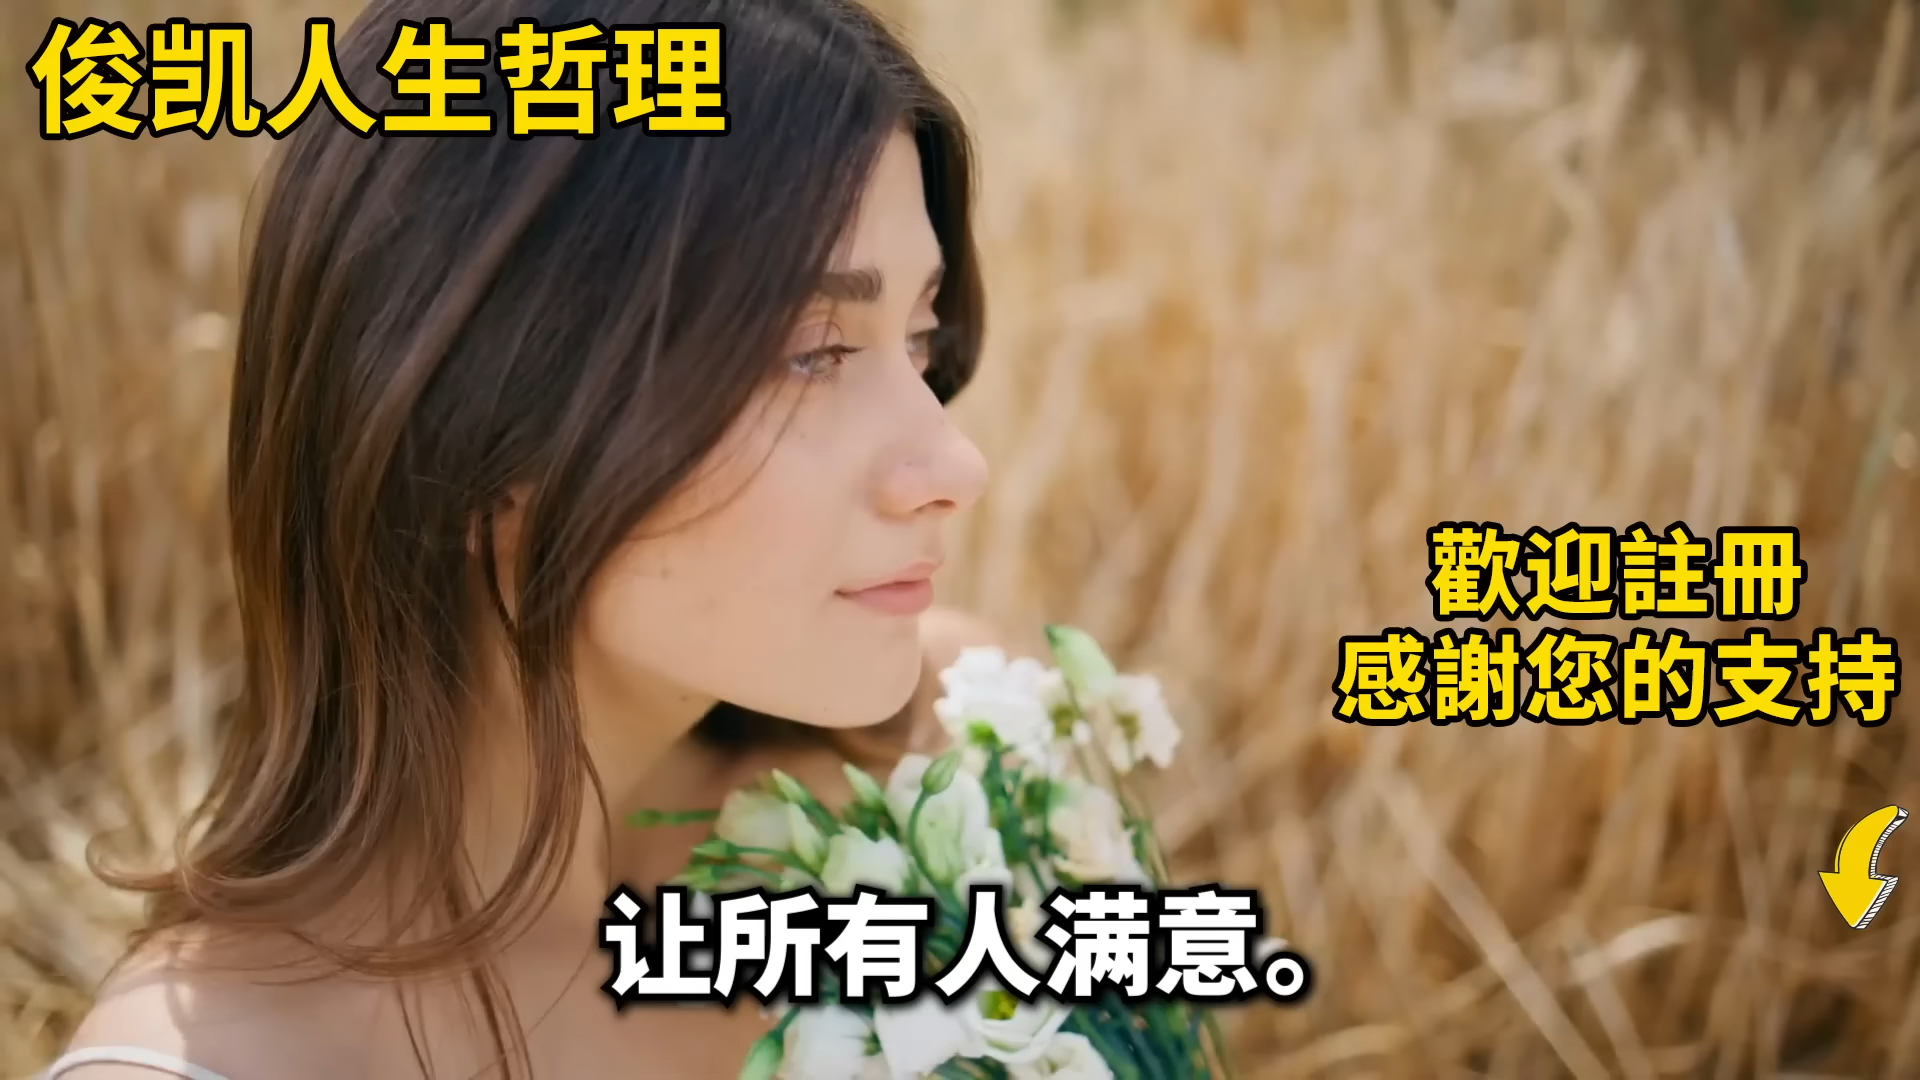 俊凯人生哲理
歡迎註冊
感謝您的支持
让所有人满意。